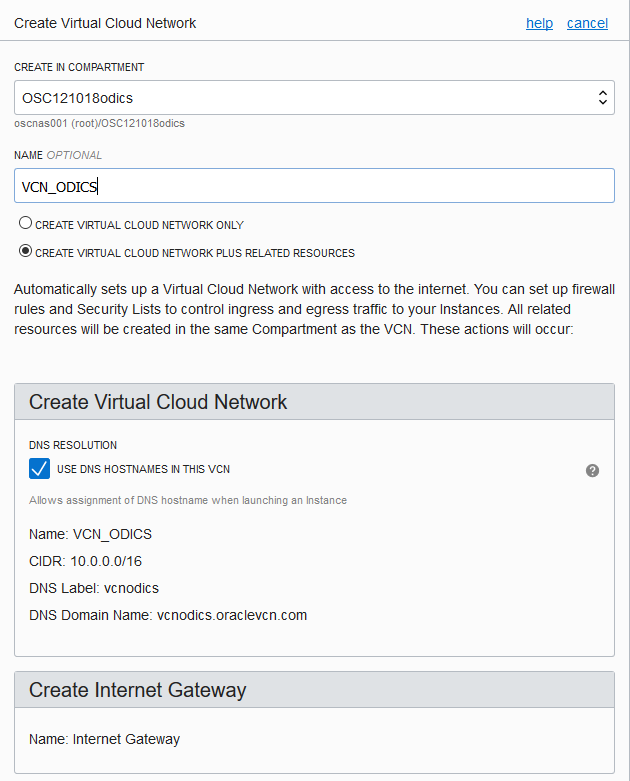 Create Virtual Cloud Network help cancel
CREATE IN COMPARTMENT
OSC121018odics
oscnas001 (root)/OSC121018odics
NAME OPTIONAL
VCN_ODICS
CREATE VIRTUAL CLOUD NETWORK ONLY
CREATE VIRTUAL CLOUD NETWORK PLUS RELATED RESOURCES
Automatically sets up a Virtual Cloud Network with access to the internet. You can set up firewall
rules and Security Lists to control ingress and egress traffic to your Instances. All related
resources will be created in the same Compartment as the VCN. These actions will occur:
Create Virtual Cloud Network
DNS RESOLUTION
USE DNS HOSTNAMES IN THIS VCN
?
Allows assignment of DNS hostname when launching an Instance
Name: VCN_ODICS
CIDR: 10.0.0.0/16
DNS Label: vcnodics
DNS Domain Name: vcnodics.oraclevcn.com
Create Internet Gateway
Name: Internet Gateway